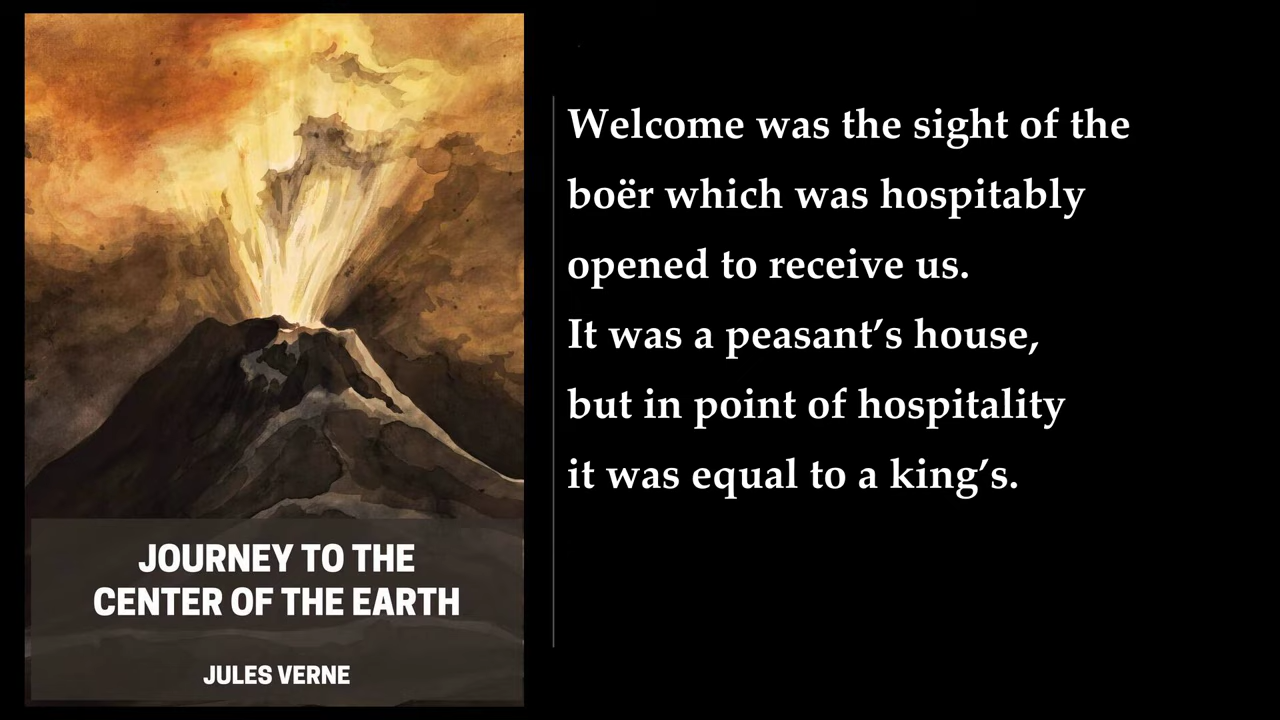 JOURNEY TO THE
CENTER OF THE EARTH
JULES VERNE
Welcome was the sight of the
boër which was hospitably
opened to receive us.
It was a peasant’s house,
but in point of hospitality
it was equal to a king’s.